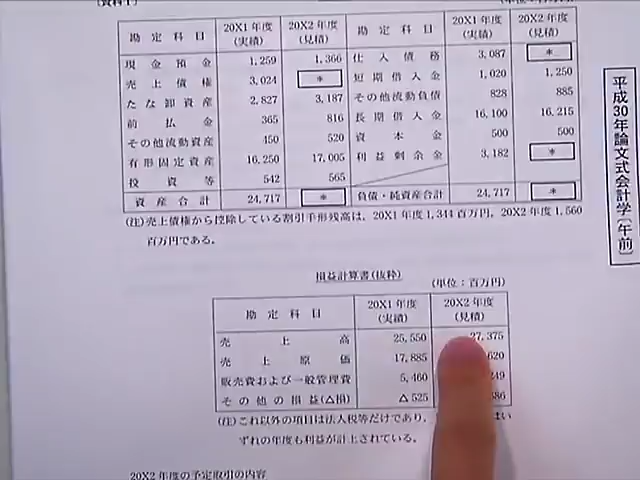 (資料1)
勘定科目 20X1年度(実績) 20X2年度(見積) 勘定科目 20X1年度(実績) 20X2年度(見積)
現金預金 1,259 1,360 仕入債務 3,087 *
売上債権 3,024 * 短期借入金 1,020 1,250
たな卸資産 2,827 3,187 その他流動負債 828 885
前払金 365 816 長期借入金 16,100 16,215
その他流動資産 450 520 資本金 500 500
有形固定資産 16,250 17,005 利益剰余金 3,182 *
投資等 542 565
資産合計 24,717 * 負債・純資産合計 24,717 *
(注)売上債権から控除している割引手形残高は、20X1年度1,344百万円、20X2年度1,560
百万円である。
平成30年論文式会計学〔午前〕
損益計算書(抜粋)
(単位:百万円)
勘定科目 20X1年度(実績) 20X2年度(見積)
売上高 25,550 27,375
売上原価 17,885 620
販売費および一般管理費 5,460 249
その他の損益(△損) △525
(注)これ以外の項目は法人税等だけであり、 はい
ずれの年度も利益が計上されている。
20X2年度の予定取引の内容